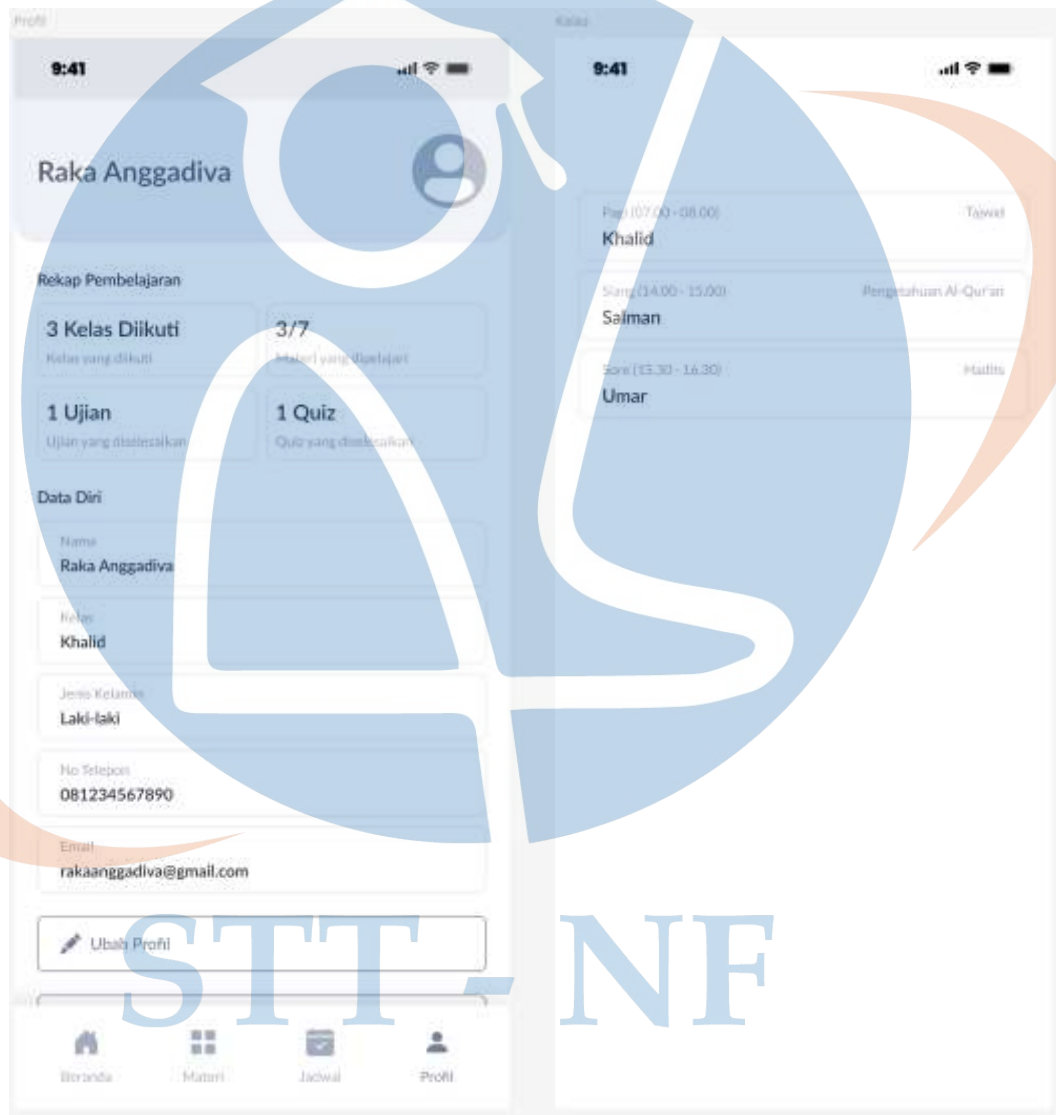 Profil
9:41
Raka Anggadiva
Rekap Pembelajaran
3 Kelas Diikuti
Kelas yang diikuti
3/7
Materi yang dipelajari
1 Ujian
Ujian yang diselesaikan
1 Quiz
Quiz yang diselesaikan
Data Diri
Nama
Raka Anggadiva
Kelas
Khalid
Jenis Kelamin
Laki-laki
No Telepon
081234567890
Email
rakaanggadiva@gmail.com
Ubah Profil
Beranda
Materi
Jadwal
Profil
Kelas
9:41
Pagi (07.00 - 08.00)
Tajwid
Khalid
Siang (14.00 - 15.00)
Pengetahuan Al-Qur'an
Salman
Sore (15.30 - 16.30)
Hadits
Umar
STT - NF